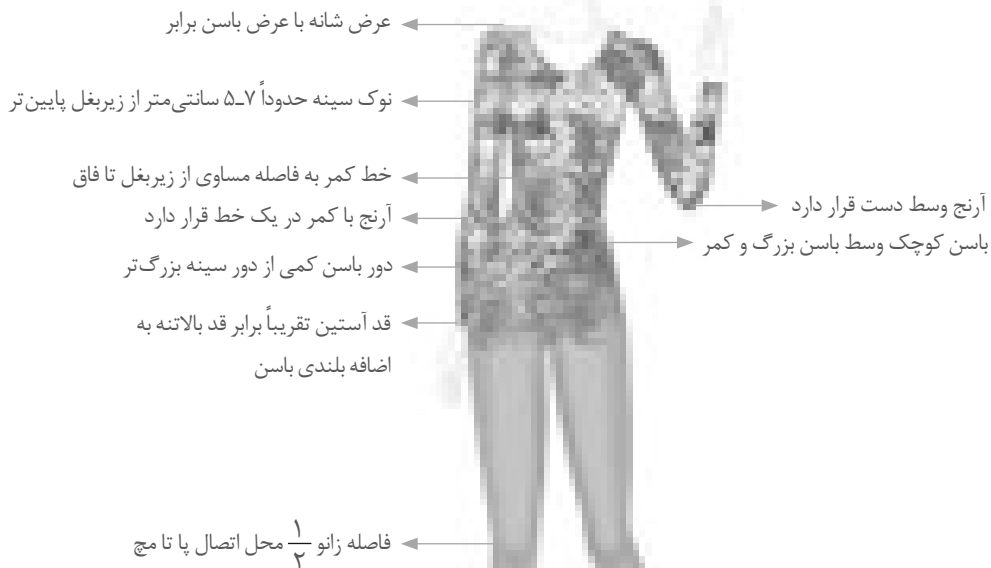 عرض شانه با عرض باسن برابر
نوک سینه حدوداً ۷ـ۵ سانتی‌متر از زیربغل پایین‌تر
خط کمر به فاصله مساوی از زیربغل تا فاق
آرنج وسط دست قرار دارد
آرنج با کمر در یک خط قرار دارد
باسن کوچک وسط باسن بزرگ و کمر
دور باسن کمی از دور سینه بزرگ‌تر
قد آستین تقریباً برابر قد بالاتنه به
اضافه بلندی باسن
فاصله زانو ۱/۲ محل اتصال پا تا مچ